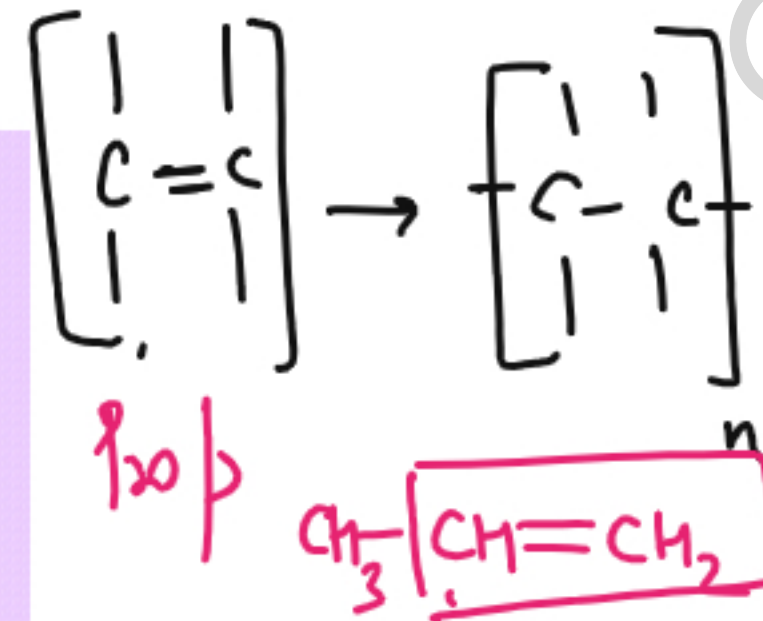 C = C → - C - C -
n
Prop
CH3 - CH = CH2